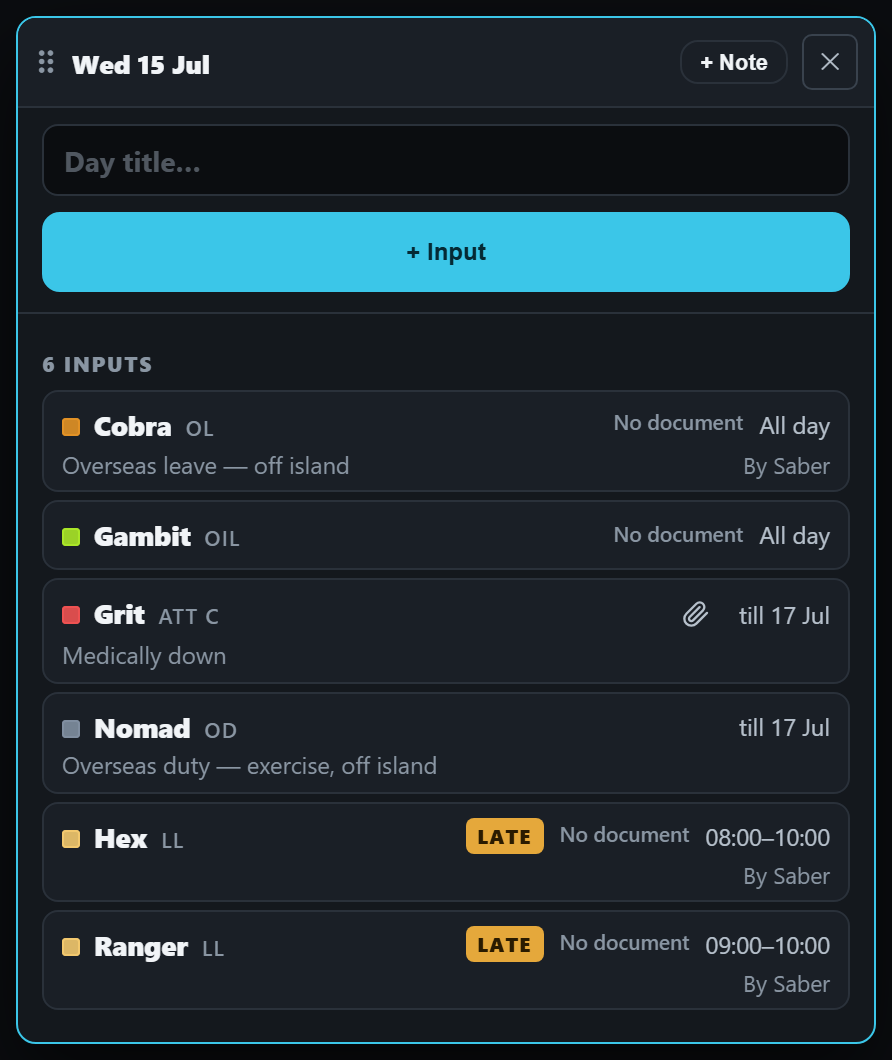 Wed 15 Jul + Note
Day title...
+ Input
6 INPUTS
Cobra OL No document All day
Overseas leave — off island By Saber
Gambit OIL No document All day
Grit ATT C till 17 Jul
Medically down
Nomad OD till 17 Jul
Overseas duty — exercise, off island
Hex LL LATE No document 08:00–10:00
By Saber
Ranger LL LATE No document 09:00–10:00
By Saber